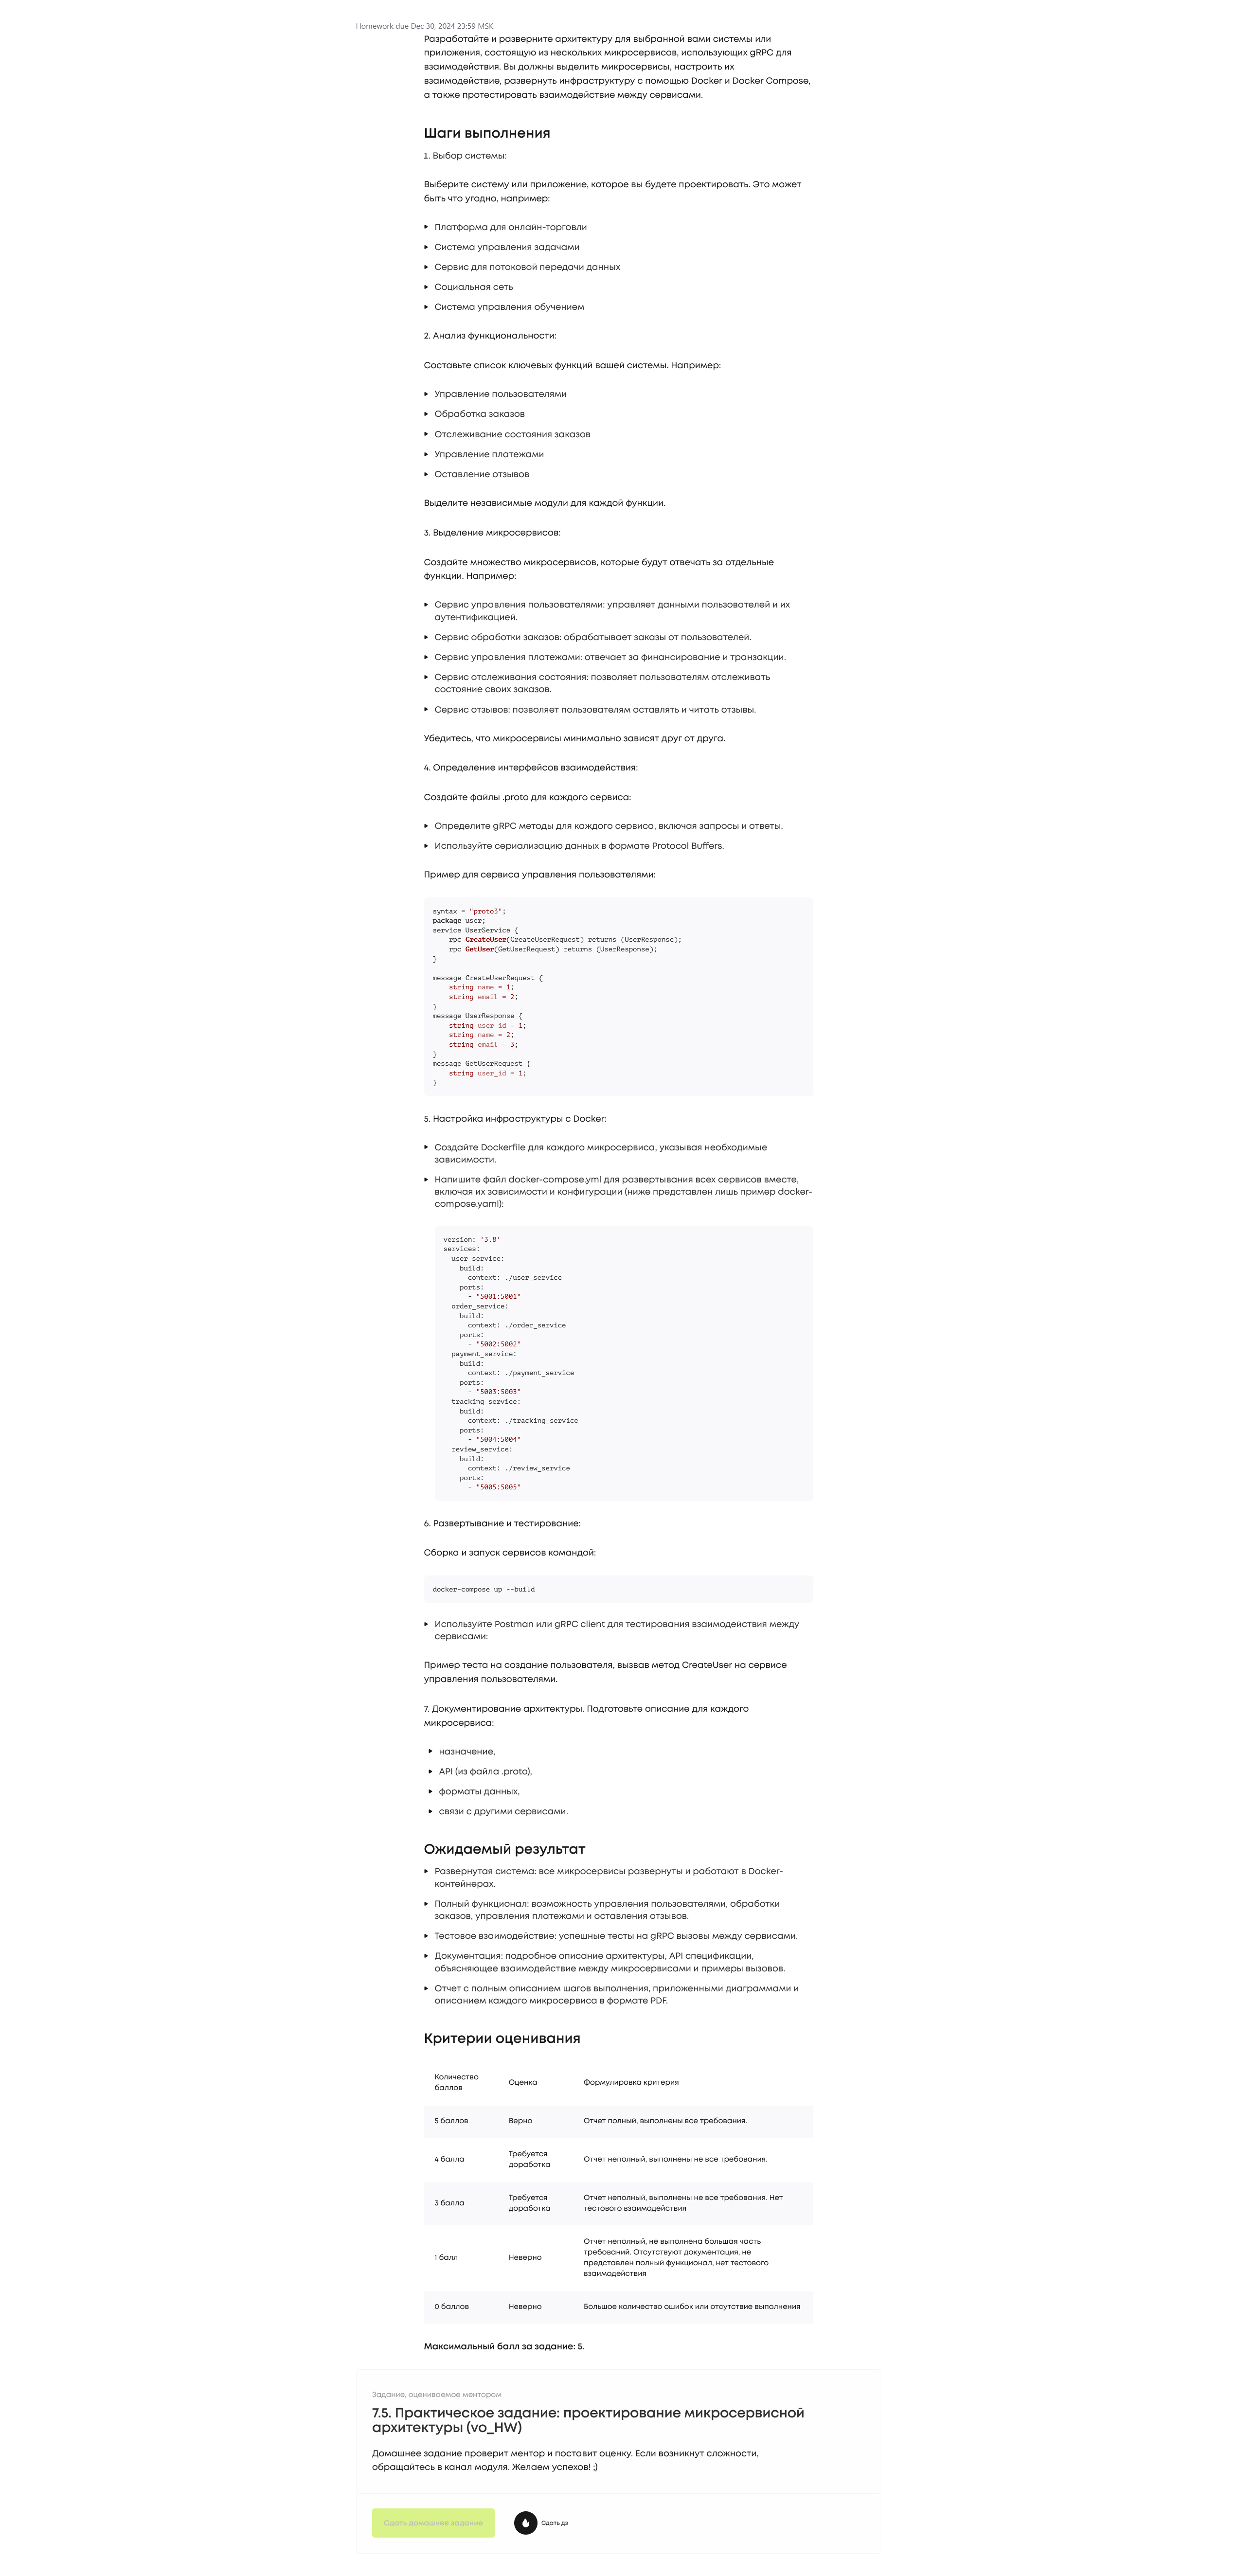 Homework due Dec 30, 2024 23:59 MSK
Разработайте и разверните архитектуру для выбранной вами системы или
приложения, состоящую из нескольких микросервисов, использующих gRPC для
взаимодействия. Вы должны выделить микросервисы, настроить их
взаимодействие, развернуть инфраструктуру с помощью Docker и Docker Compose,
а также протестировать взаимодействие между сервисами.
Шаги выполнения
1. Выбор системы:
Выберите систему или приложение, которое вы будете проектировать. Это может
быть что угодно, например:
Платформа для онлайн-торговли
Система управления задачами
Сервис для потоковой передачи данных
Социальная сеть
Система управления обучением
2. Анализ функциональности:
Составьте список ключевых функций вашей системы. Например:
Управление пользователями
Обработка заказов
Отслеживание состояния заказов
Управление платежами
Оставление отзывов
Выделите независимые модули для каждой функции.
3. Выделение микросервисов:
Создайте множество микросервисов, которые будут отвечать за отдельные
функции. Например:
Сервис управления пользователями: управляет данными пользователей и их
аутентификацией.
Сервис обработки заказов: обрабатывает заказы от пользователей.
Сервис управления платежами: отвечает за финансирование и транзакции.
Сервис отслеживания состояния: позволяет пользователям отслеживать
состояние своих заказов.
Сервис отзывов: позволяет пользователям оставлять и читать отзывы.
Убедитесь, что микросервисы минимально зависят друг от друга.
4. Определение интерфейсов взаимодействия:
Создайте файлы .proto для каждого сервиса:
Определите gRPC методы для каждого сервиса, включая запросы и ответы.
Используйте сериализацию данных в формате Protocol Buffers.
Пример для сервиса управления пользователями:
syntax = "proto3";
package user;
service UserService {
rpc CreateUser(CreateUserRequest) returns (UserResponse);
rpc GetUser(GetUserRequest) returns (UserResponse);
}
message CreateUserRequest {
string name = 1;
string email = 2;
}
message UserResponse {
string user_id = 1;
string name = 2;
string email = 3;
}
message GetUserRequest {
string user_id = 1;
}
5. Настройка инфраструктуры с Docker:
Создайте Dockerfile для каждого микросервиса, указывая необходимые
зависимости.
Напишите файл docker-compose.yml для развертывания всех сервисов вместе,
включая их зависимости и конфигурации (ниже представлен лишь пример docker-
compose.yaml):
version: '3.8'
services:
user_service:
build:
context: ./user_service
ports:
- "5001:5001"
order_service:
build:
context: ./order_service
ports:
- "5002:5002"
payment_service:
build:
context: ./payment_service
ports:
- "5003:5003"
tracking_service:
build:
context: ./tracking_service
ports:
- "5004:5004"
review_service:
build:
context: ./review_service
ports:
- "5005:5005"
6. Развертывание и тестирование:
Сборка и запуск сервисов командой:
docker-compose up --build
Используйте Postman или gRPC client для тестирования взаимодействия между
сервисами:
Пример теста на создание пользователя, вызвав метод CreateUser на сервисе
управления пользователями.
7. Документирование архитектуры. Подготовьте описание для каждого
микросервиса:
назначение,
API (из файла .proto),
форматы данных,
связи с другими сервисами.
Ожидаемый результат
Развернутая система: все микросервисы развернуты и работают в Docker-
контейнерах.
Полный функционал: возможность управления пользователями, обработки
заказов, управления платежами и оставления отзывов.
Тестовое взаимодействие: успешные тесты на gRPC вызовы между сервисами.
Документация: подробное описание архитектуры, API спецификации,
объясняющее взаимодействие между микросервисами и примеры вызовов.
Отчет с полным описанием шагов выполнения, приложенными диаграммами и
описанием каждого микросервиса в формате PDF.
Критерии оценивания
Количество
баллов
Оценка
Формулировка критерия
5 баллов
Верно
Отчет полный, выполнены все требования.
4 балла
Требуется
доработка
Отчет неполный, выполнены не все требования.
3 балла
Требуется
доработка
Отчет неполный, выполнены не все требования. Нет
тестового взаимодействия
1 балл
Неверно
Отчет неполный, не выполнена большая часть
требований. Отсутствуют документация, не
представлен полный функционал, нет тестового
взаимодействия
0 баллов
Неверно
Большое количество ошибок или отсутствие выполнения
Максимальный балл за задание: 5.
Задание, оцениваемое ментором
7.5. Практическое задание: проектирование микросервисной
архитектуры (vo_HW)
Домашнее задание проверит ментор и поставит оценку. Если возникнут сложности,
обращайтесь в канал модуля. Желаем успехов! ;)
Сдать домашнее задание
Сдать дз